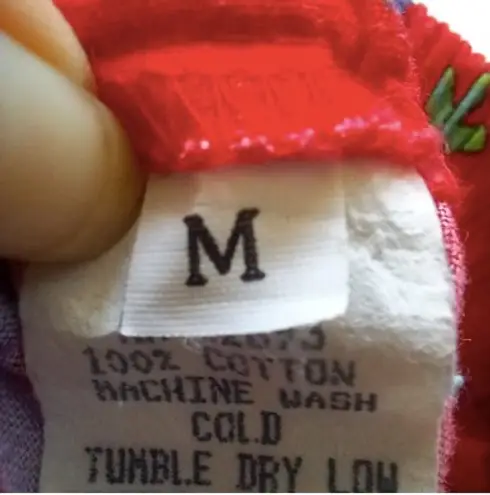 M
100% COTTON
MACHINE WASH
COLD
TUMBLE DRY LOW